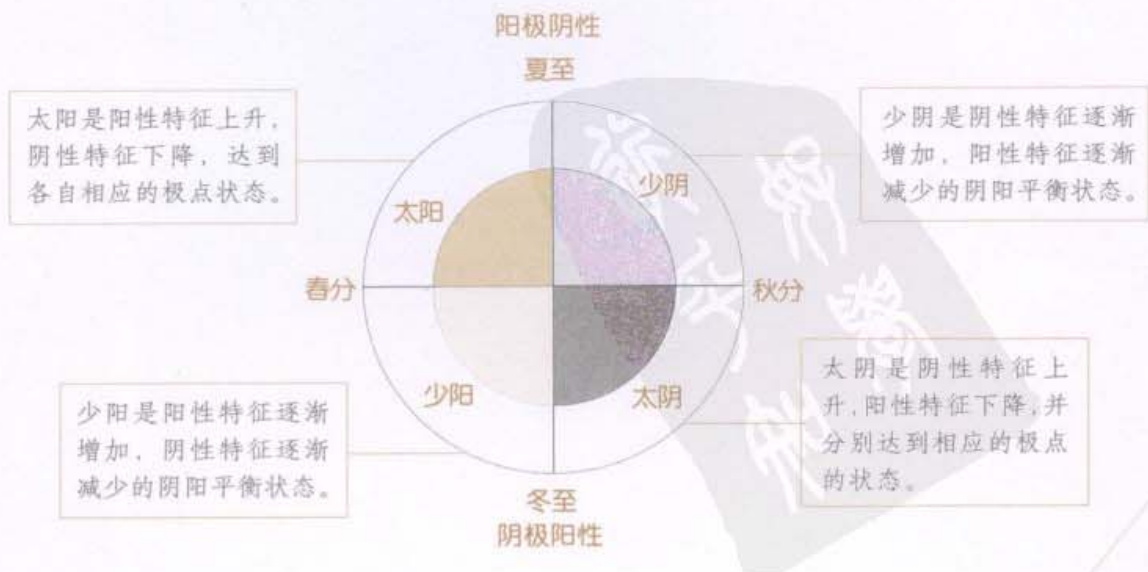 阳极阴性
夏至
太阳是阳性特征上升，
阴性特征下降，达到
各自相应的极点状态。
少阴是阴性特征逐渐
增加，阳性特征逐渐
减少的阴阳平衡状态。
太阳
少阴
春分
秋分
少阳
太阴
少阳是阳性特征逐渐
增加，阴性特征逐渐
减少的阴阳平衡状态。
太阴是阴性特征上
升，阳性特征下降，并
分别达到相应的极点
的状态。
冬至
阴极阳性